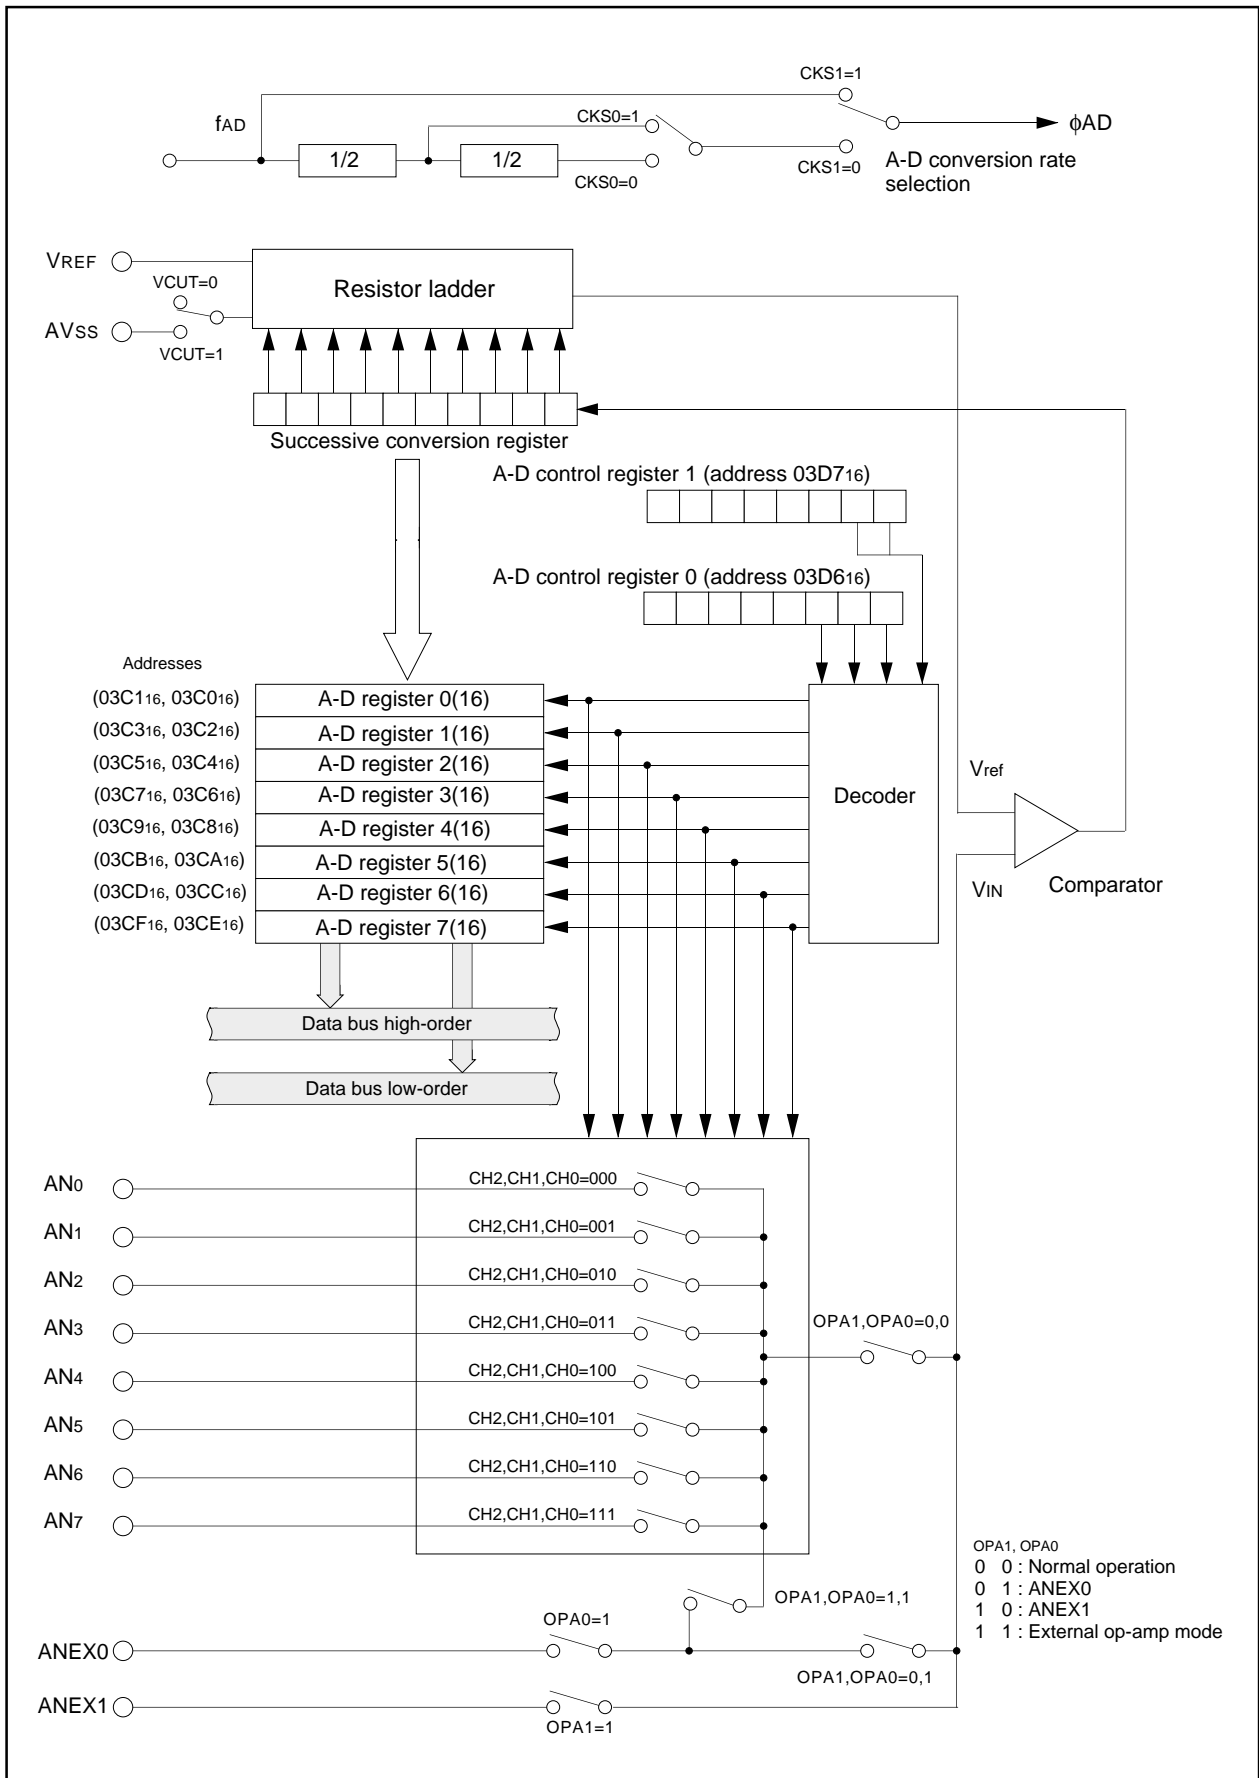 CKS1=1
fAD
CKS0=1
1/2
1/2
ϕAD
CKS0=0
CKS1=0
A-D conversion rate
selection
VREF
VCUT=0
Resistor ladder
AVSS
VCUT=1
Successive conversion register
A-D control register 1 (address 03D716)
A-D control register 0 (address 03D616)
Addresses
(03C116, 03C016)
A-D register 0(16)
(03C316, 03C216)
A-D register 1(16)
(03C516, 03C416)
A-D register 2(16)
(03C716, 03C616)
A-D register 3(16)
(03C916, 03C816)
A-D register 4(16)
(03CB16, 03CA16)
A-D register 5(16)
(03CD16, 03CC16)
A-D register 6(16)
(03CF16, 03CE16)
A-D register 7(16)
Decoder
Vref
VIN
Comparator
Data bus high-order
Data bus low-order
AN0
CH2,CH1,CH0=000
AN1
CH2,CH1,CH0=001
AN2
CH2,CH1,CH0=010
AN3
CH2,CH1,CH0=011
OPA1,OPA0=0,0
AN4
CH2,CH1,CH0=100
AN5
CH2,CH1,CH0=101
AN6
CH2,CH1,CH0=110
AN7
CH2,CH1,CH0=111
OPA1, OPA0
0 0 : Normal operation
0 1 : ANEX0
1 0 : ANEX1
1 1 : External op-amp mode
OPA1,OPA0=1,1
OPA0=1
ANEX0
OPA1,OPA0=0,1
ANEX1
OPA1=1